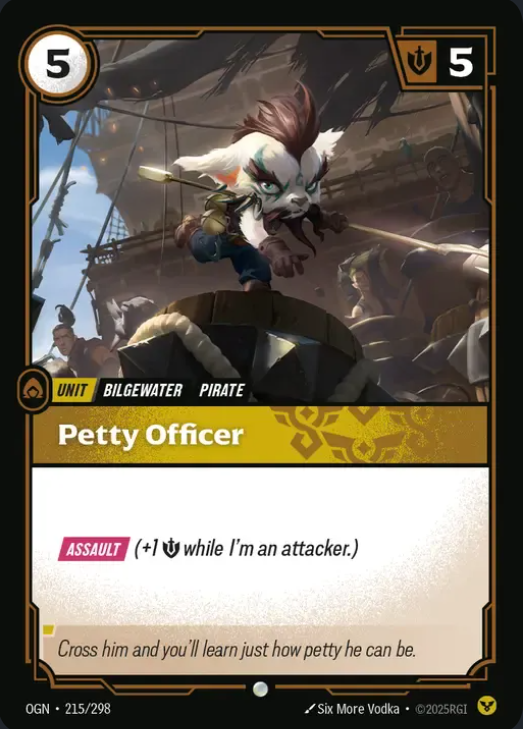 5
5
UNIT BILGEWATER PIRATE
Petty Officer
ASSAULT (+1 while I'm an attacker.)
Cross him and you'll learn just how petty he can be.
OGN • 215/298 Six More Vodka • ©2025RGI